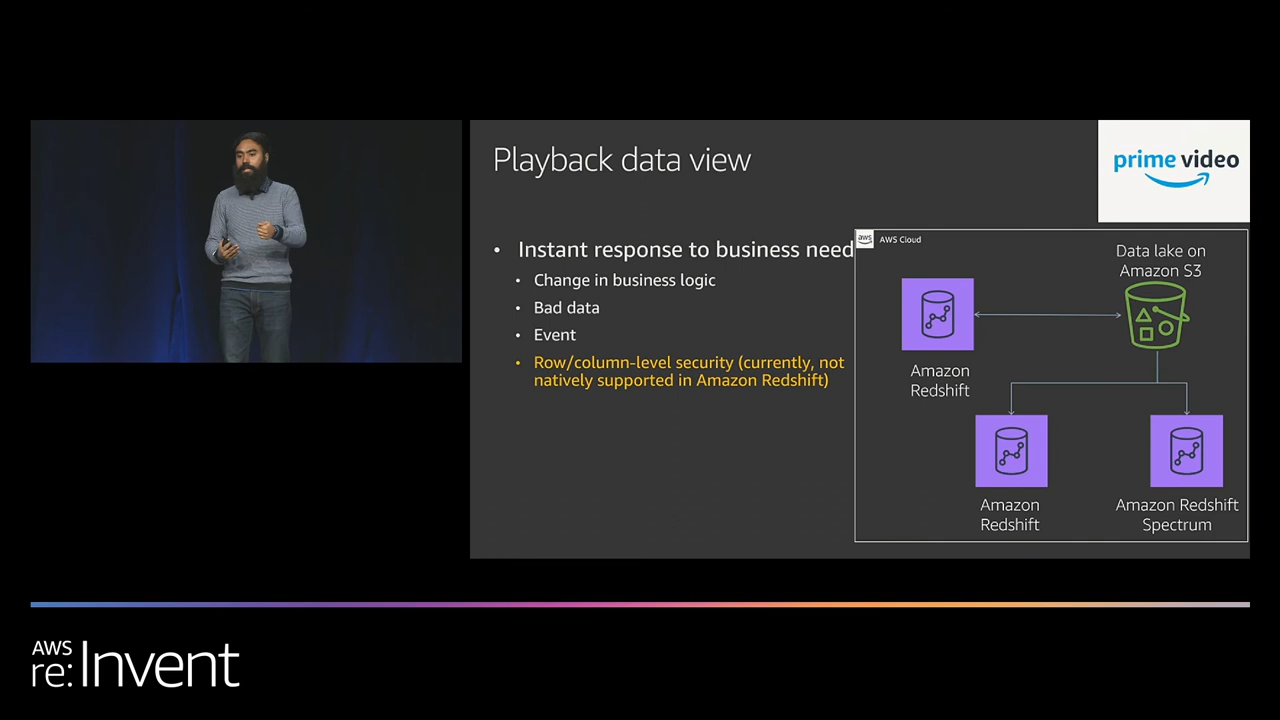 Playback data view
prime video
• Instant response to business need
• Change in business logic
• Bad data
• Event
• Row/column-level security (currently, not
natively supported in Amazon Redshift)
aws
AWS Cloud
Data lake on
Amazon S3
Amazon
Redshift
Amazon
Redshift
Amazon Redshift
Spectrum
AWS
re:Invent